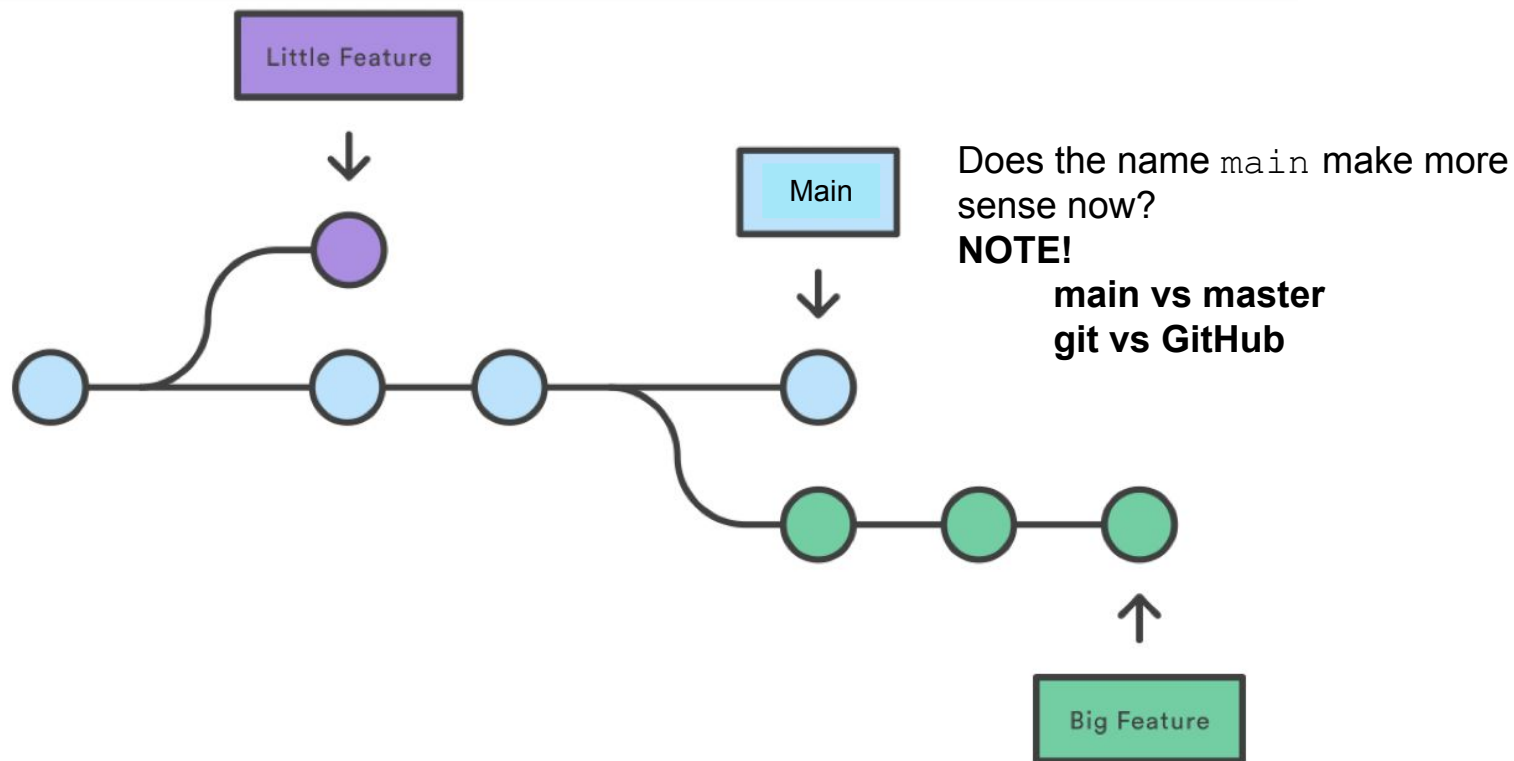 Little Feature
Main
Does the name main make more
sense now?
NOTE!
main vs master
git vs GitHub
Big Feature